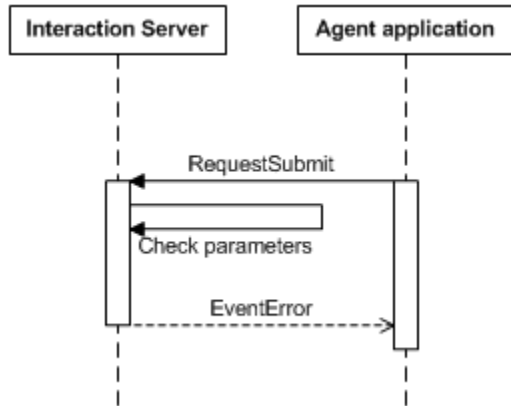 Interaction Server
Agent application
RequestSubmit
Check parameters
EventError